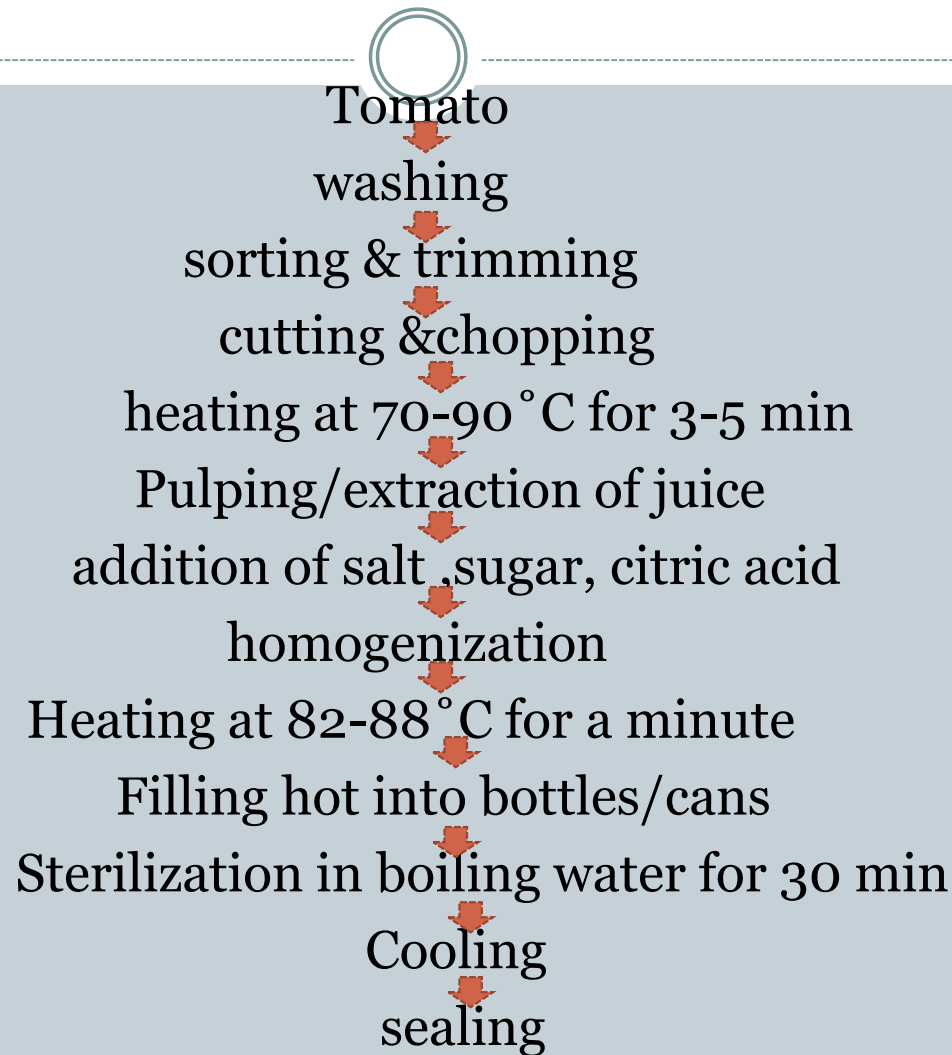 Tomato
washing
sorting & trimming
cutting &chopping
heating at 70-90˚C for 3-5 min
Pulping/extraction of juice
addition of salt ,sugar, citric acid
homogenization
Heating at 82-88˚C for a minute
Filling hot into bottles/cans
Sterilization in boiling water for 30 min
Cooling
sealing